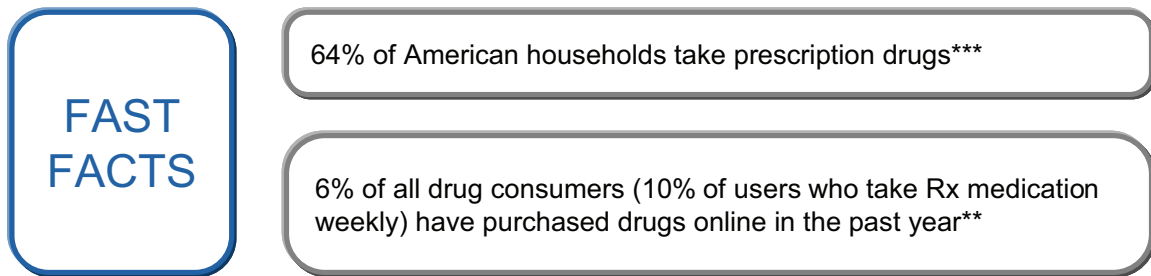 FAST
FACTS
64% of American households take prescription drugs***
6% of all drug consumers (10% of users who take Rx medication
weekly) have purchased drugs online in the past year**